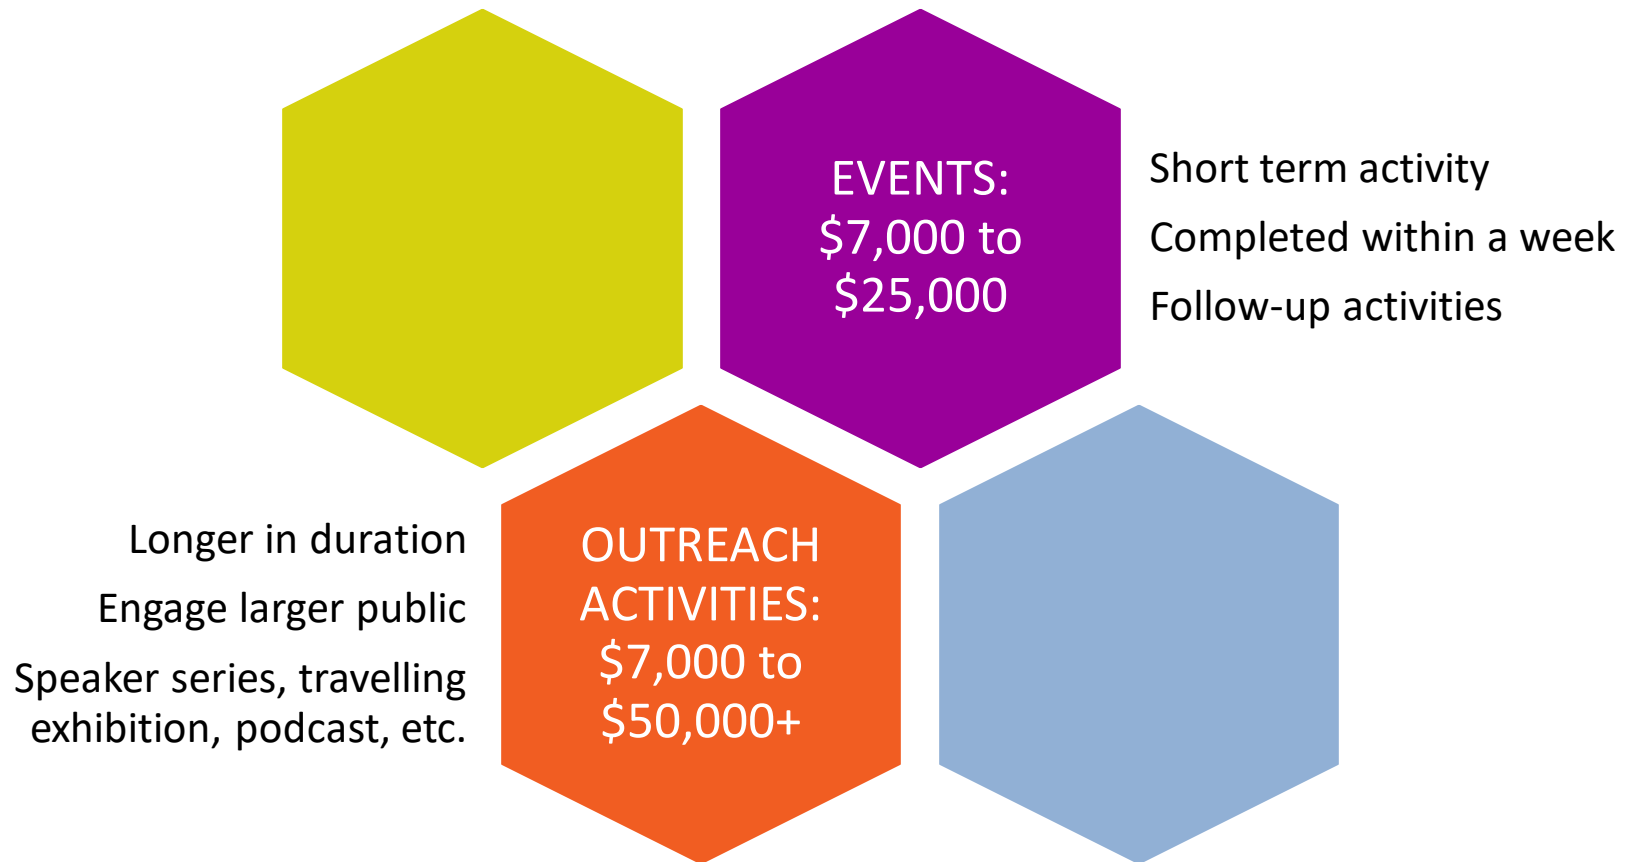 EVENTS:
$7,000 to
$25,000
Short term activity
Completed within a week
Follow-up activities
Longer in duration
Engage larger public
Speaker series, travelling
exhibition, podcast, etc.
OUTREACH
ACTIVITIES:
$7,000 to
$50,000+